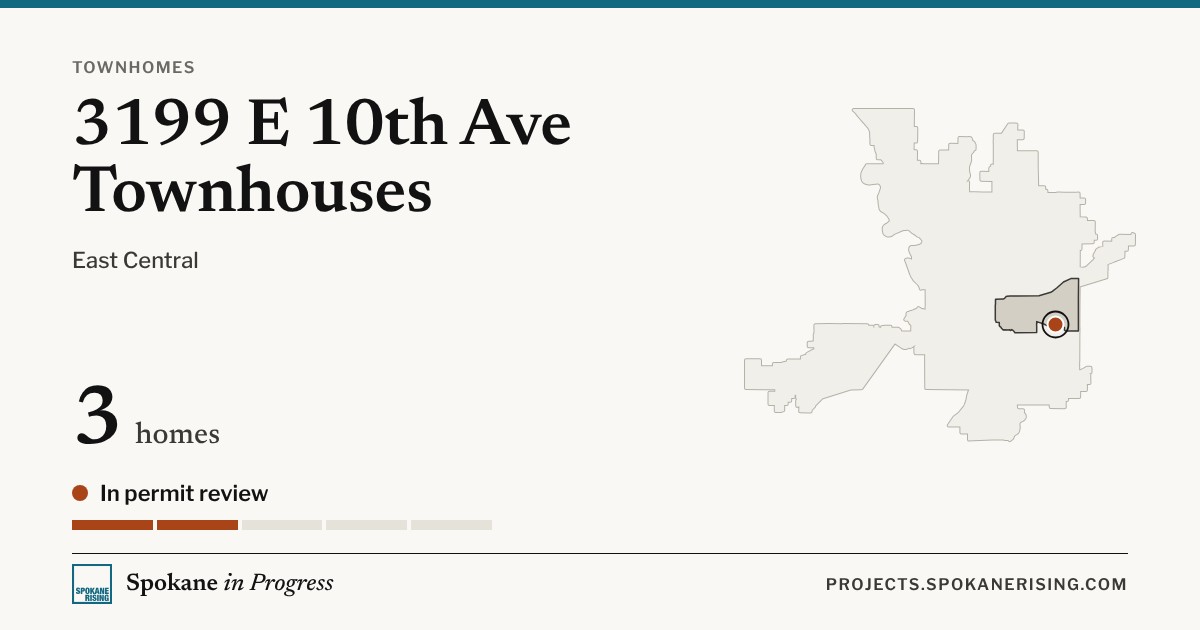 TOWNHOMES
3199 E 10th Ave
Townhouses
East Central
3 homes
In permit review
SPOKANE
RISING
Spokane in Progress
PROJECTS.SPOKANERISING.COM